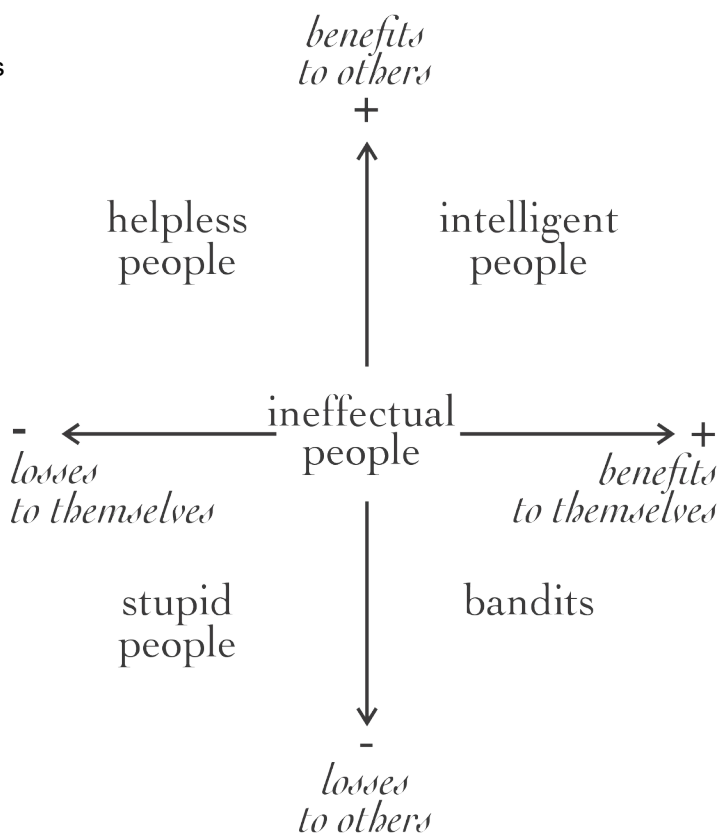 benefits
to others
s
+
helpless
people
intelligent
people
ineffectual
people
-
+
losses
to themselves
benefits
to themselves
stupid
people
bandits
-
losses
to others